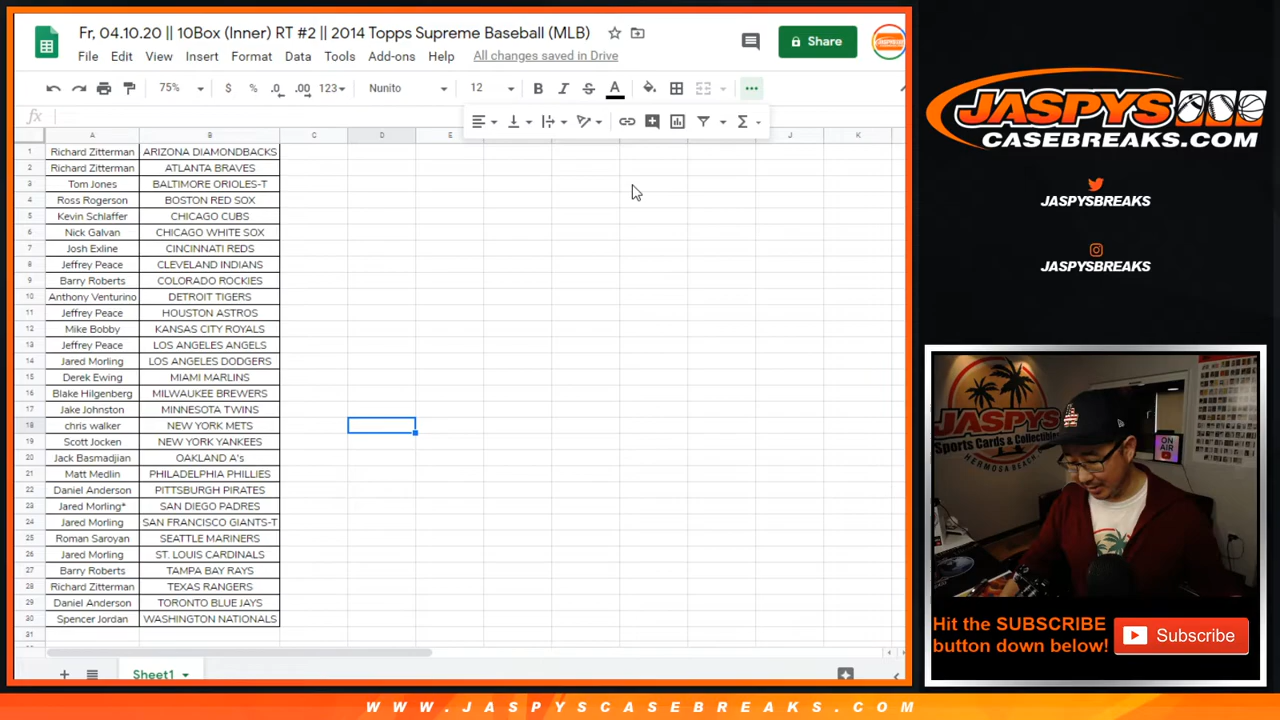 Fr, 04.10.20 || 10Box (Inner) RT #2 || 2014 Topps Supreme Baseball (MLB)
File Edit View Insert Format Data Tools Add-ons Help All changes saved in Drive
Share
75% $ % .0 .00 123 Nunito 12 B I S A
fx
A B C D E J K
1 Richard Zitterman ARIZONA DIAMONDBACKS
2 Richard Zitterman ATLANTA BRAVES
3 Tom Jones BALTIMORE ORIOLES-T
4 Ross Rogerson BOSTON RED SOX
5 Kevin Schlaffer CHICAGO CUBS
6 Nick Galvan CHICAGO WHITE SOX
7 Josh Exline CINCINNATI REDS
8 Jeffrey Peace CLEVELAND INDIANS
9 Barry Roberts COLORADO ROCKIES
10 Anthony Venturino DETROIT TIGERS
11 Jeffrey Peace HOUSTON ASTROS
12 Mike Bobby KANSAS CITY ROYALS
13 Jeffrey Peace LOS ANGELES ANGELS
14 Jared Morling LOS ANGELES DODGERS
15 Derek Ewing MIAMI MARLINS
16 Blake Hilgenberg MILWAUKEE BREWERS
17 Jake Johnston MINNESOTA TWINS
18 chris walker NEW YORK METS
19 Scott Jocken NEW YORK YANKEES
20 Jack Basmadjian OAKLAND A's
21 Matt Medlin PHILADELPHIA PHILLIES
22 Daniel Anderson PITTSBURGH PIRATES
23 Jared Morling* SAN DIEGO PADRES
24 Jared Morling SAN FRANCISCO GIANTS-T
25 Roman Saroyan SEATTLE MARINERS
26 Jared Morling ST. LOUIS CARDINALS
27 Barry Roberts TAMPA BAY RAYS
28 Richard Zitterman TEXAS RANGERS
29 Daniel Anderson TORONTO BLUE JAYS
30 Spencer Jordan WASHINGTON NATIONALS
31
Sheet1
JASPYS
CASEBREAKS.COM
JASPYSBREAKS
JASPYSBREAKS
JASPYS
Sports Cards & Collectibles
HERMOSA BEACH
ON AIR
Hit the SUBSCRIBE
button down below!
Subscribe
WWW.JASPYSCASEBREAKS.COM